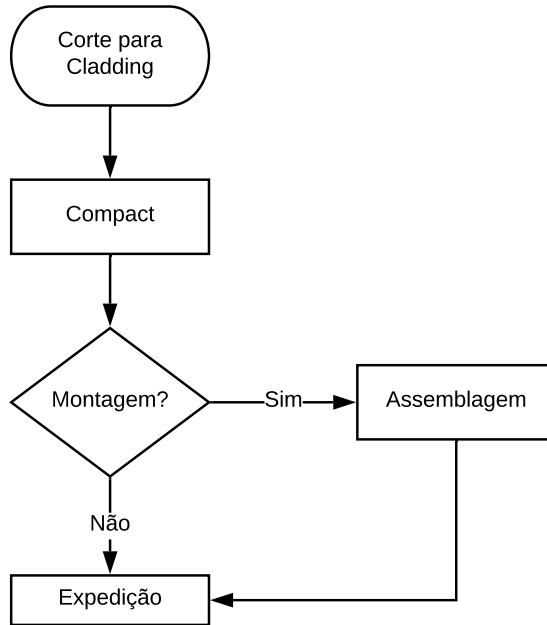 Corte para
Cladding
Compact
Montagem?
Sim
Assemblagem
Não
Expedição